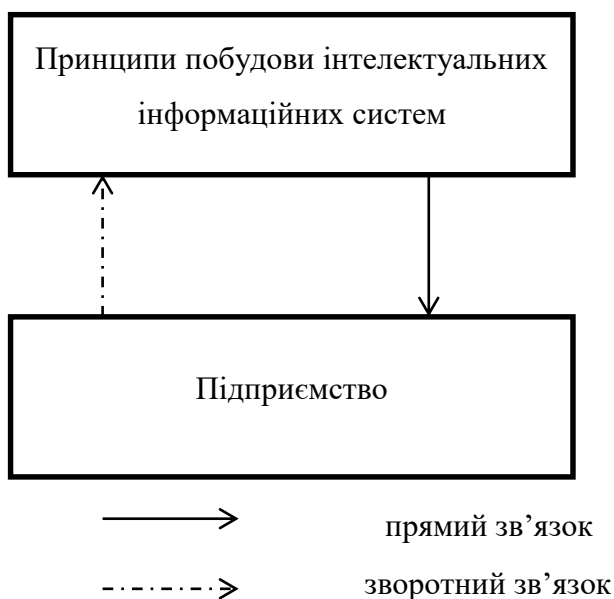 Принципи побудови інтелектуальних
інформаційних систем
Підприємство
прямий зв’язок
зворотний зв’язок